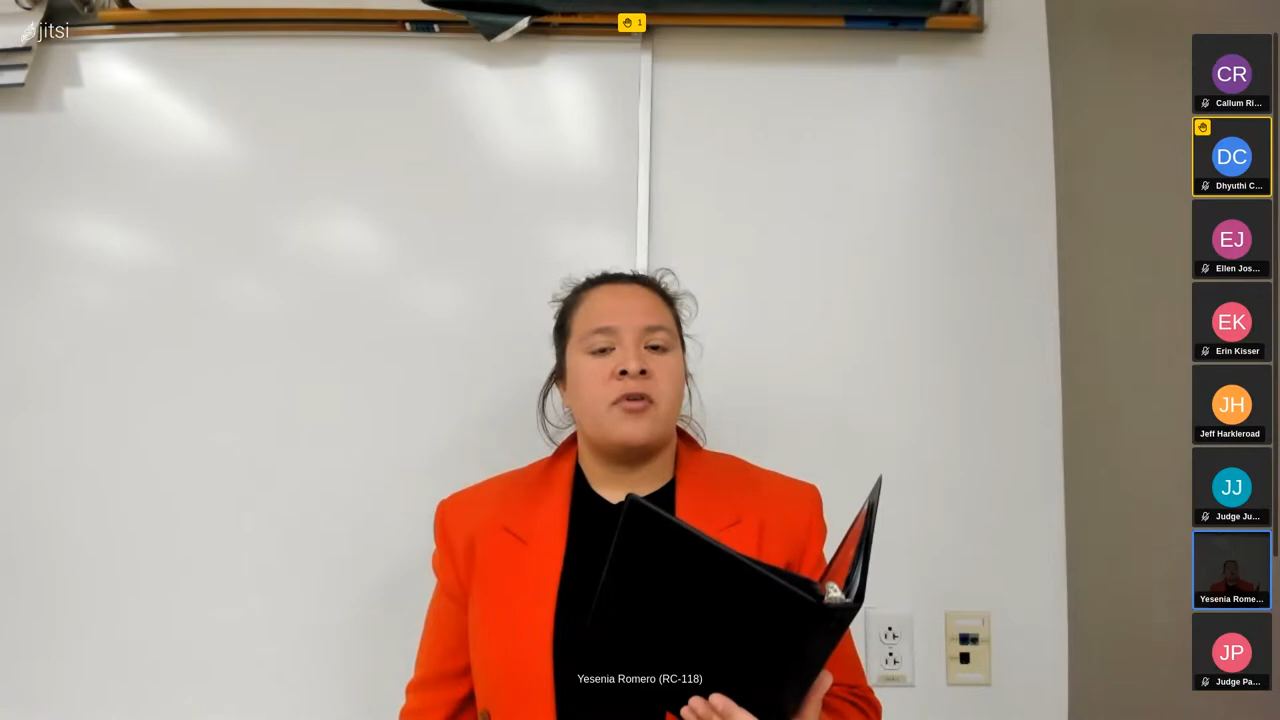 jitsi
1
CR
Callum Ri...
DC
Dhyuthi C...
EJ
Ellen Jos...
EK
Erin Kisser
JH
Jeff Harkleroad
JJ
Judge Ju...
Yesenia Rome...
JP
Judge Pa...
Yesenia Romero (RC-118)